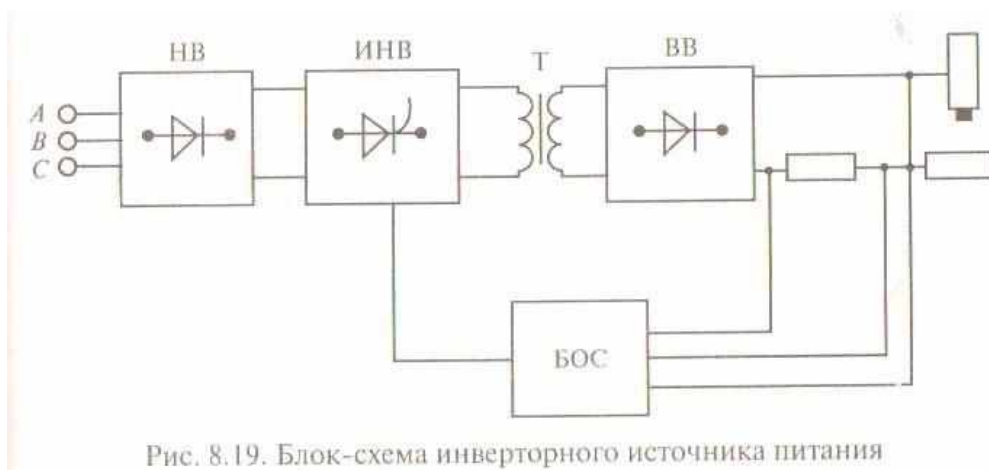 НВ
ИНВ
Т
ВВ
A
B
C
БОС
Рис. 8.19. Блок-схема инверторного источника питания